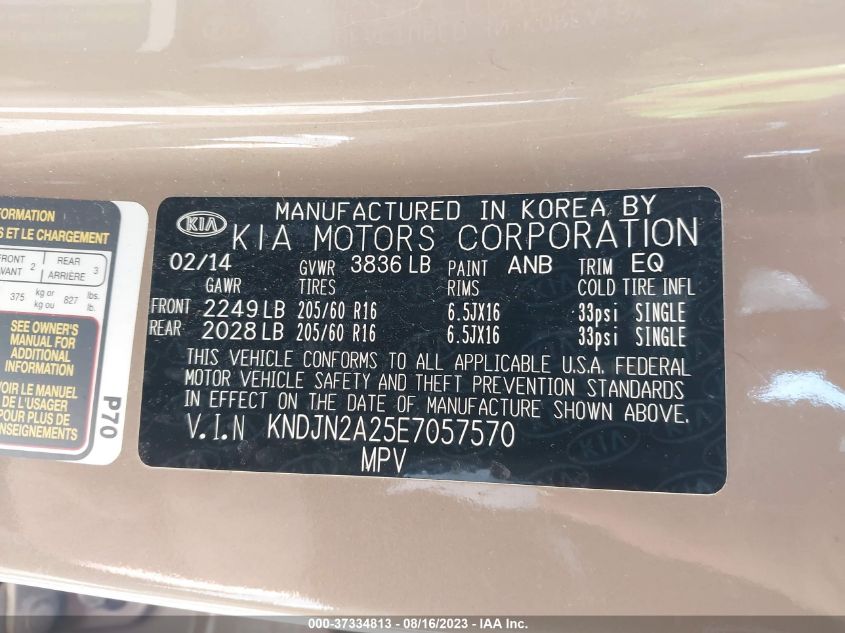 FORMATION
S ET LE CHARGEMENT
FRONT 2 REAR 3
AVANT ARRIÈRE
375 kg or kg ou 827 lbs. lb.
SEE OWNER'S
MANUAL FOR
ADDITIONAL
INFORMATION
VOIR LE MANUEL
DE L'USAGER
POUR PLUS DE
RENSEIGNEMENTS
P70
KIA
MANUFACTURED IN KOREA BY
KIA MOTORS CORPORATION
02/14 GVWR 3836 LB PAINT ANB TRIM EQ
GAWR TIRES RIMS COLD TIRE INFL
FRONT 2249 LB 205/60 R16 6.5JX16 33psi SINGLE
REAR 2028 LB 205/60 R16 6.5JX16 33psi SINGLE
THIS VEHICLE CONFORMS TO ALL APPLICABLE U.S.A. FEDERAL
MOTOR VEHICLE SAFETY AND THEFT PREVENTION STANDARDS
IN EFFECT ON THE DATE OF MANUFACTURE SHOWN ABOVE.
V.I.N KNDJN2A25E7057570
MPV
000-37334813 - 08/16/2023 - IAA Inc.